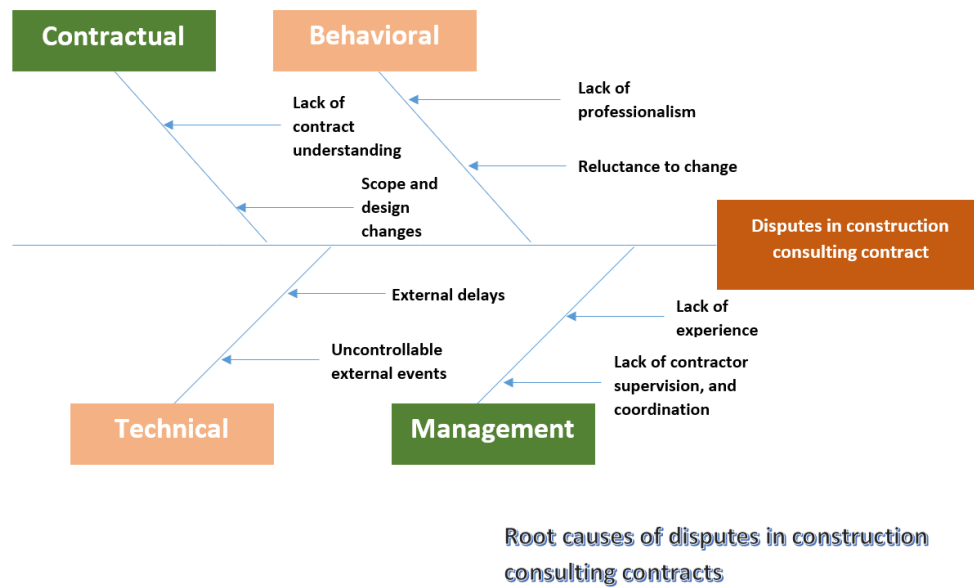 Contractual
Behavioral
Lack of
contract
understanding
Scope and
design
changes
Lack of
professionalism
Reluctance to change
Disputes in construction
consulting contract
External delays
Uncontrollable
external events
Lack of
experience
Lack of contractor
supervision, and
coordination
Technical
Management
Root causes of disputes in construction
consulting contracts